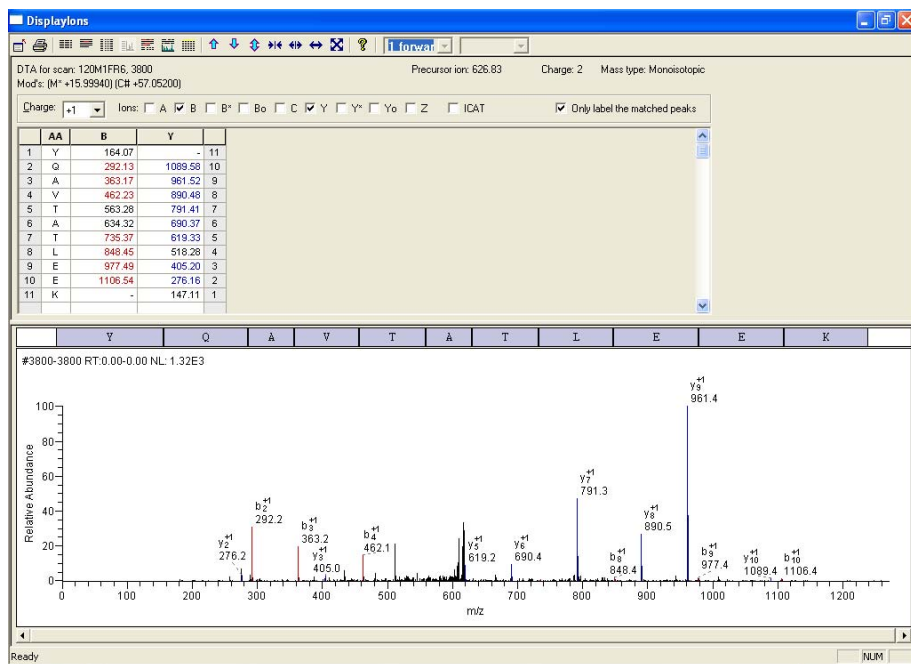 DisplayIons
1 forwar
DTA for scan: 120M1FR6, 3800 Precursor ion: 626.83 Charge: 2 Mass type: Monoisotopic
Mod's: (M* +15.99940) (C# +57.05200)
Charge: +1 Ions: A B B* Bo C Y Y* Yo Z ICAT Only label the matched peaks
AA B Y
1 Y 164.07 - 11
2 Q 292.13 1089.58 10
3 A 363.17 961.52 9
4 V 462.23 890.48 8
5 T 563.28 791.41 7
6 A 634.32 690.37 6
7 T 735.37 619.33 5
8 L 848.45 518.28 4
9 E 977.49 405.20 3
10 E 1106.54 276.16 2
11 K - 147.11 1
Y Q A V T A T L E E K
#3800-3800 RT:0.00-0.00 NL: 1.32E3
Relative Abundance
100
80
60
40
20
0
y2+1
276.2
b2+1
292.2
b3+1
363.2
y3+1
405.0
b4+1
462.1
y5+1
619.2
y6+1
690.4
y7+1
791.3
b8+1
848.4
y8+1
890.5
y9+1
961.4
b9+1
977.4
y10+1
1089.4
b10+1
1106.4
0 100 200 300 400 500 600 700 800 900 1000 1100 1200
m/z
Ready NUM